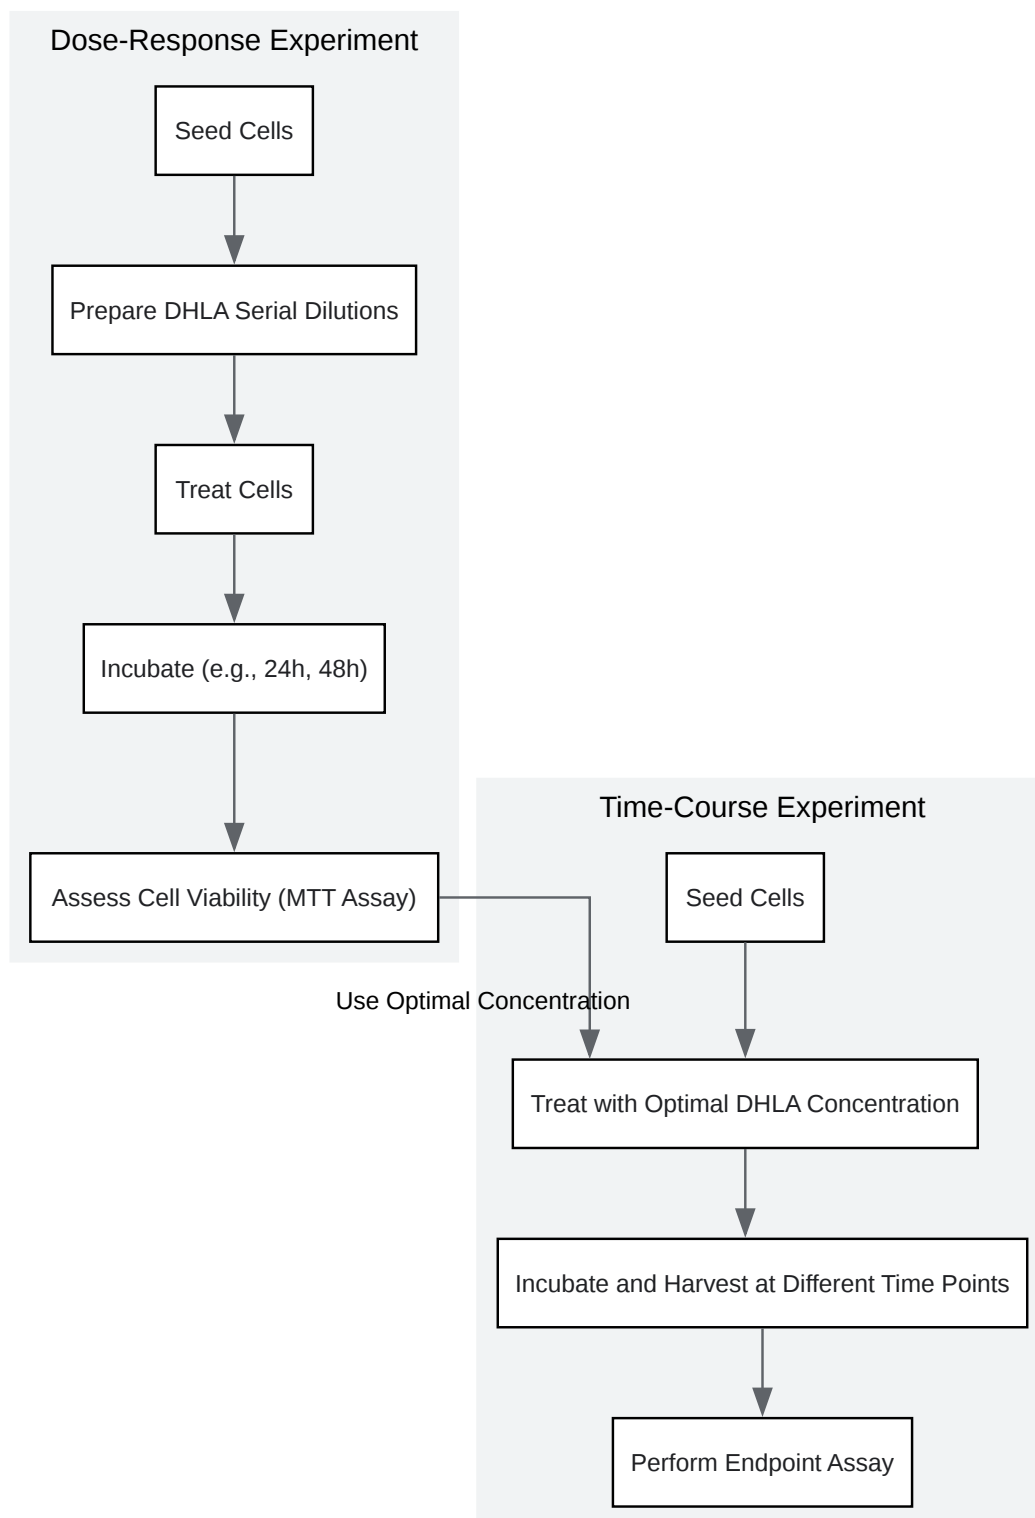 Dose-Response Experiment
Seed Cells
Prepare DHLA Serial Dilutions
Treat Cells
Incubate (e.g., 24h, 48h)
Assess Cell Viability (MTT Assay)
Use Optimal Concentration
Time-Course Experiment
Seed Cells
Treat with Optimal DHLA Concentration
Incubate and Harvest at Different Time Points
Perform Endpoint Assay